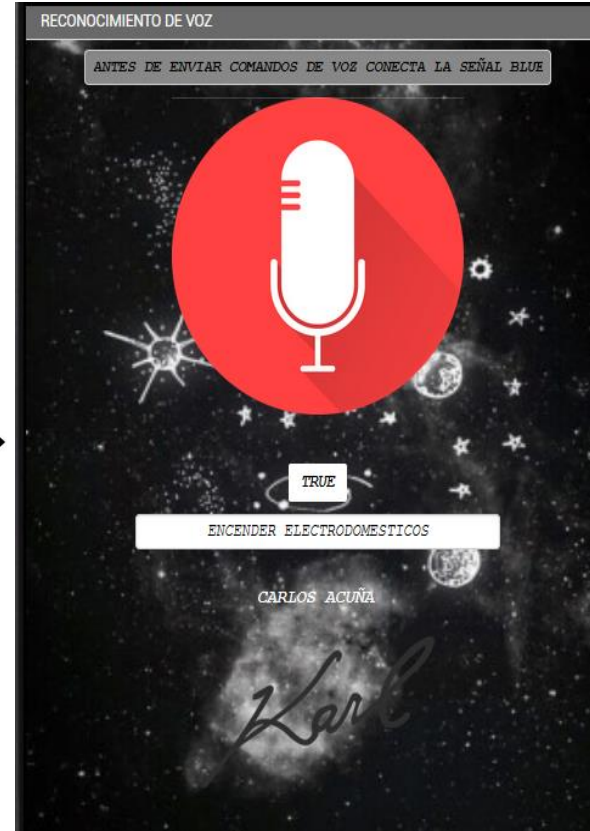 RECONOCIMIENTO DE VOZ
ANTES DE ENVIAR COMANDOS DE VOZ CONECTA LA SEÑAL BLUE
TRUE
ENCENDER ELECTRODOMESTICOS
CARLOS ACUÑA
Karl